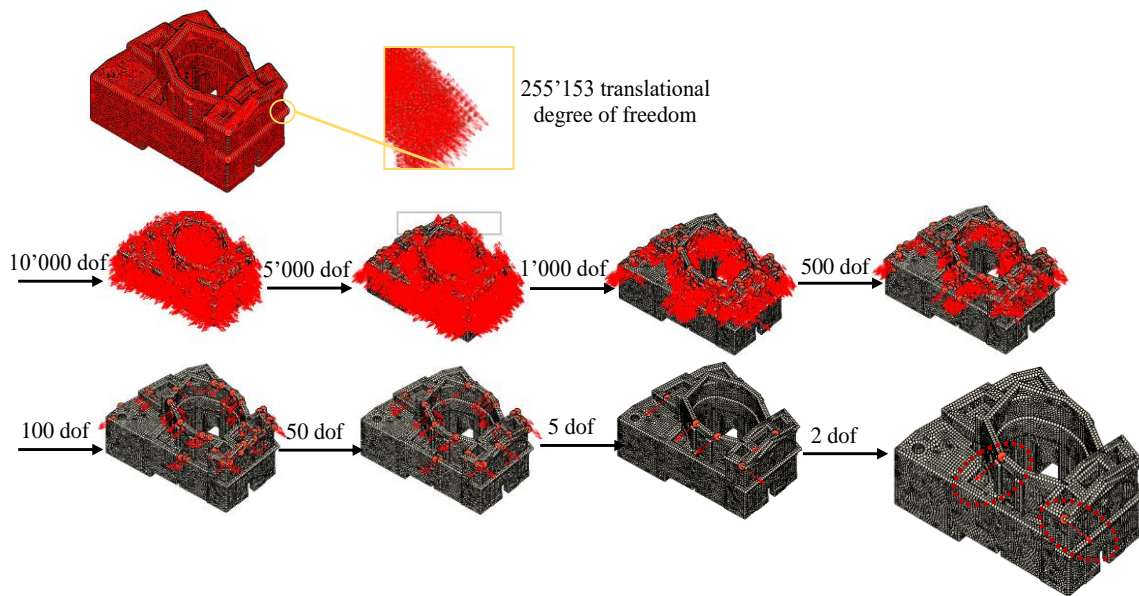 255’153 translational
degree of freedom
10’000 dof
5’000 dof
1’000 dof
500 dof
100 dof
50 dof
5 dof
2 dof